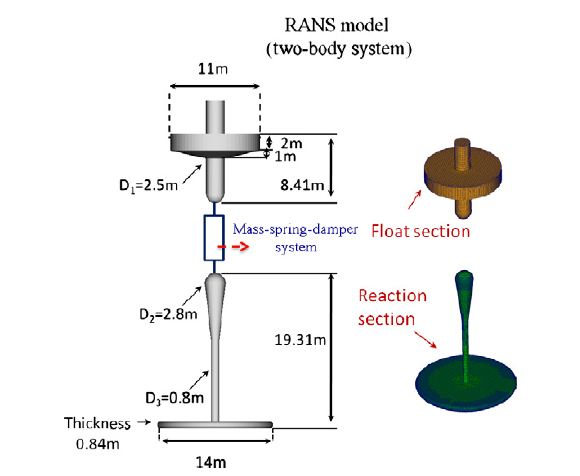 RANS model
(two-body system)
11m
2m
1m
D₁=2.5m
8.41m
Mass-spring-damper
system
Float section
D₂=2.8m
Reaction
section
19.31m
D₃=0.8m
Thickness
0.84m
14m